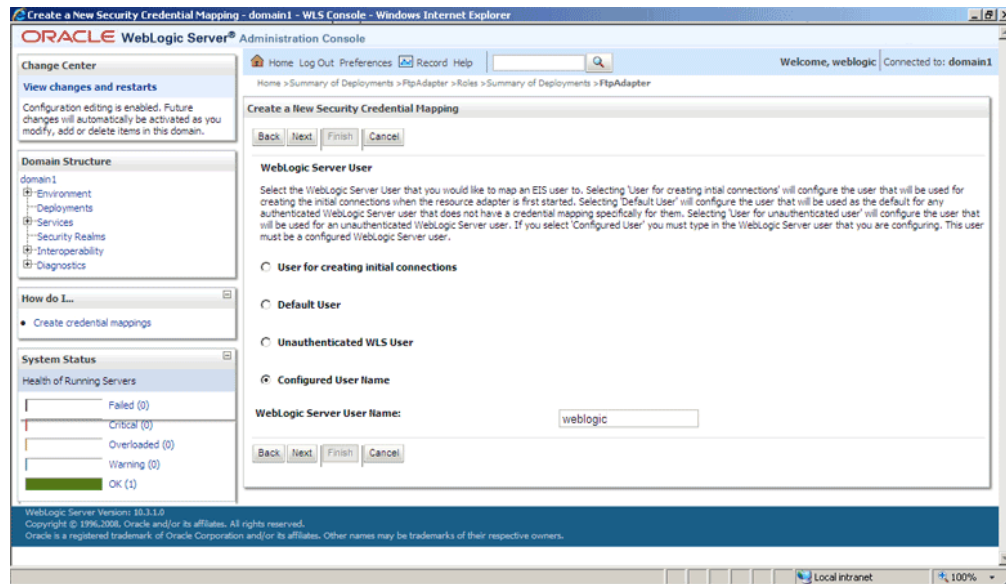 Create a New Security Credential Mapping - domain1 - WLS Console - Windows Internet Explorer
ORACLE WebLogic Server® Administration Console
Change Center
View changes and restarts
Configuration editing is enabled. Future
changes will automatically be activated as you
modify, add or delete items in this domain.
Domain Structure
domain1
Environment
Deployments
Services
Security Realms
Interoperability
Diagnostics
How do I...
Create credential mappings
System Status
Health of Running Servers
Failed (0)
Critical (0)
Overloaded (0)
Warning (0)
OK (1)
Home Log Out Preferences Record Help
Welcome, weblogic Connected to: domain1
Home >Summary of Deployments >FtpAdapter >Roles >Summary of Deployments >FtpAdapter
Create a New Security Credential Mapping
Back Next Finish Cancel
WebLogic Server User
Select the WebLogic Server User that you would like to map an EIS user to. Selecting 'User for creating intial connections' will configure the user that will be used for
creating the initial connections when the resource adapter is first started. Selecting 'Default User' will configure the user that will be used as the default for any
authenticated WebLogic Server user that does not have a credential mapping specifically for them. Selecting 'User for unauthenticated user' will configure the user that
will be used for an unauthenticated WebLogic Server user. If you select 'Configured User' you must type in the WebLogic Server user that you are configuring. This user
must be a configured WebLogic Server user.
User for creating initial connections
Default User
Unauthenticated WLS User
Configured User Name
WebLogic Server User Name: weblogic
Back Next Finish Cancel
WebLogic Server Version: 10.3.1.0
Copyright © 1996,2008, Oracle and/or its affiliates. All rights reserved.
Oracle is a registered trademark of Oracle Corporation and/or its affiliates. Other names may be trademarks of their respective owners.
Local intranet 100%